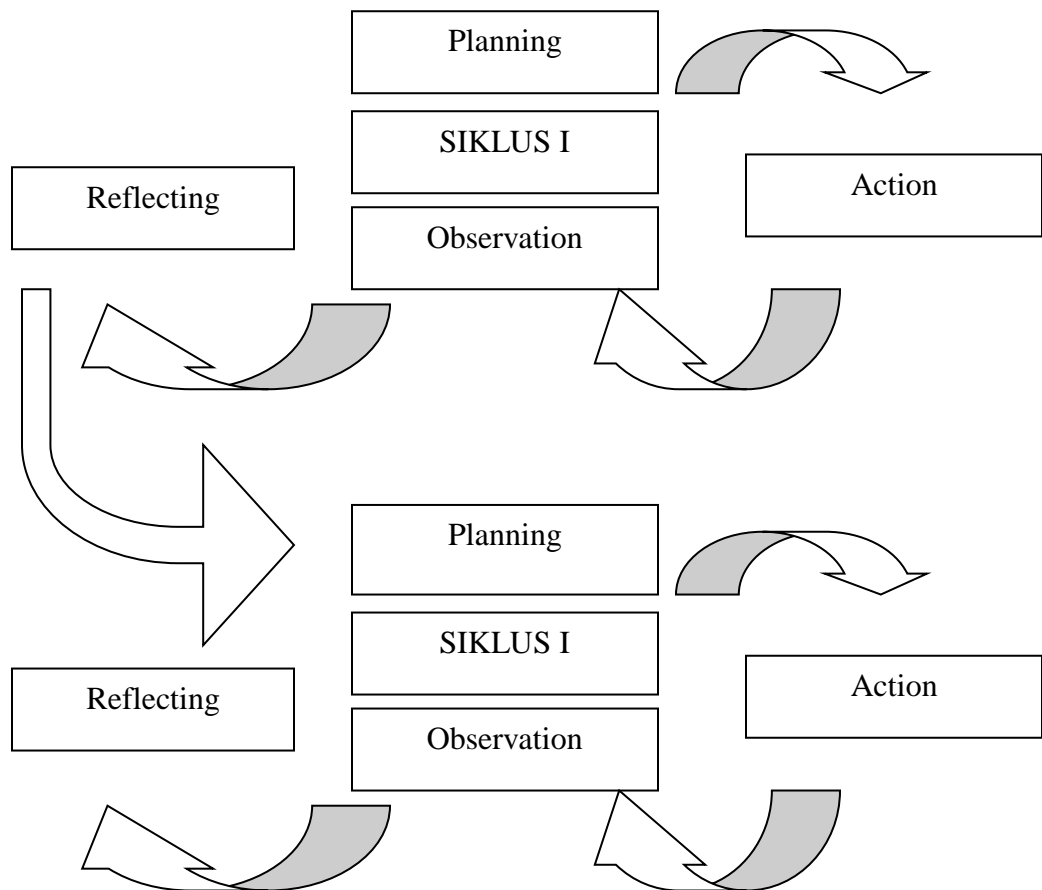 Planning
SIKLUS I
Reflecting
Action
Observation
Planning
SIKLUS I
Reflecting
Action
Observation